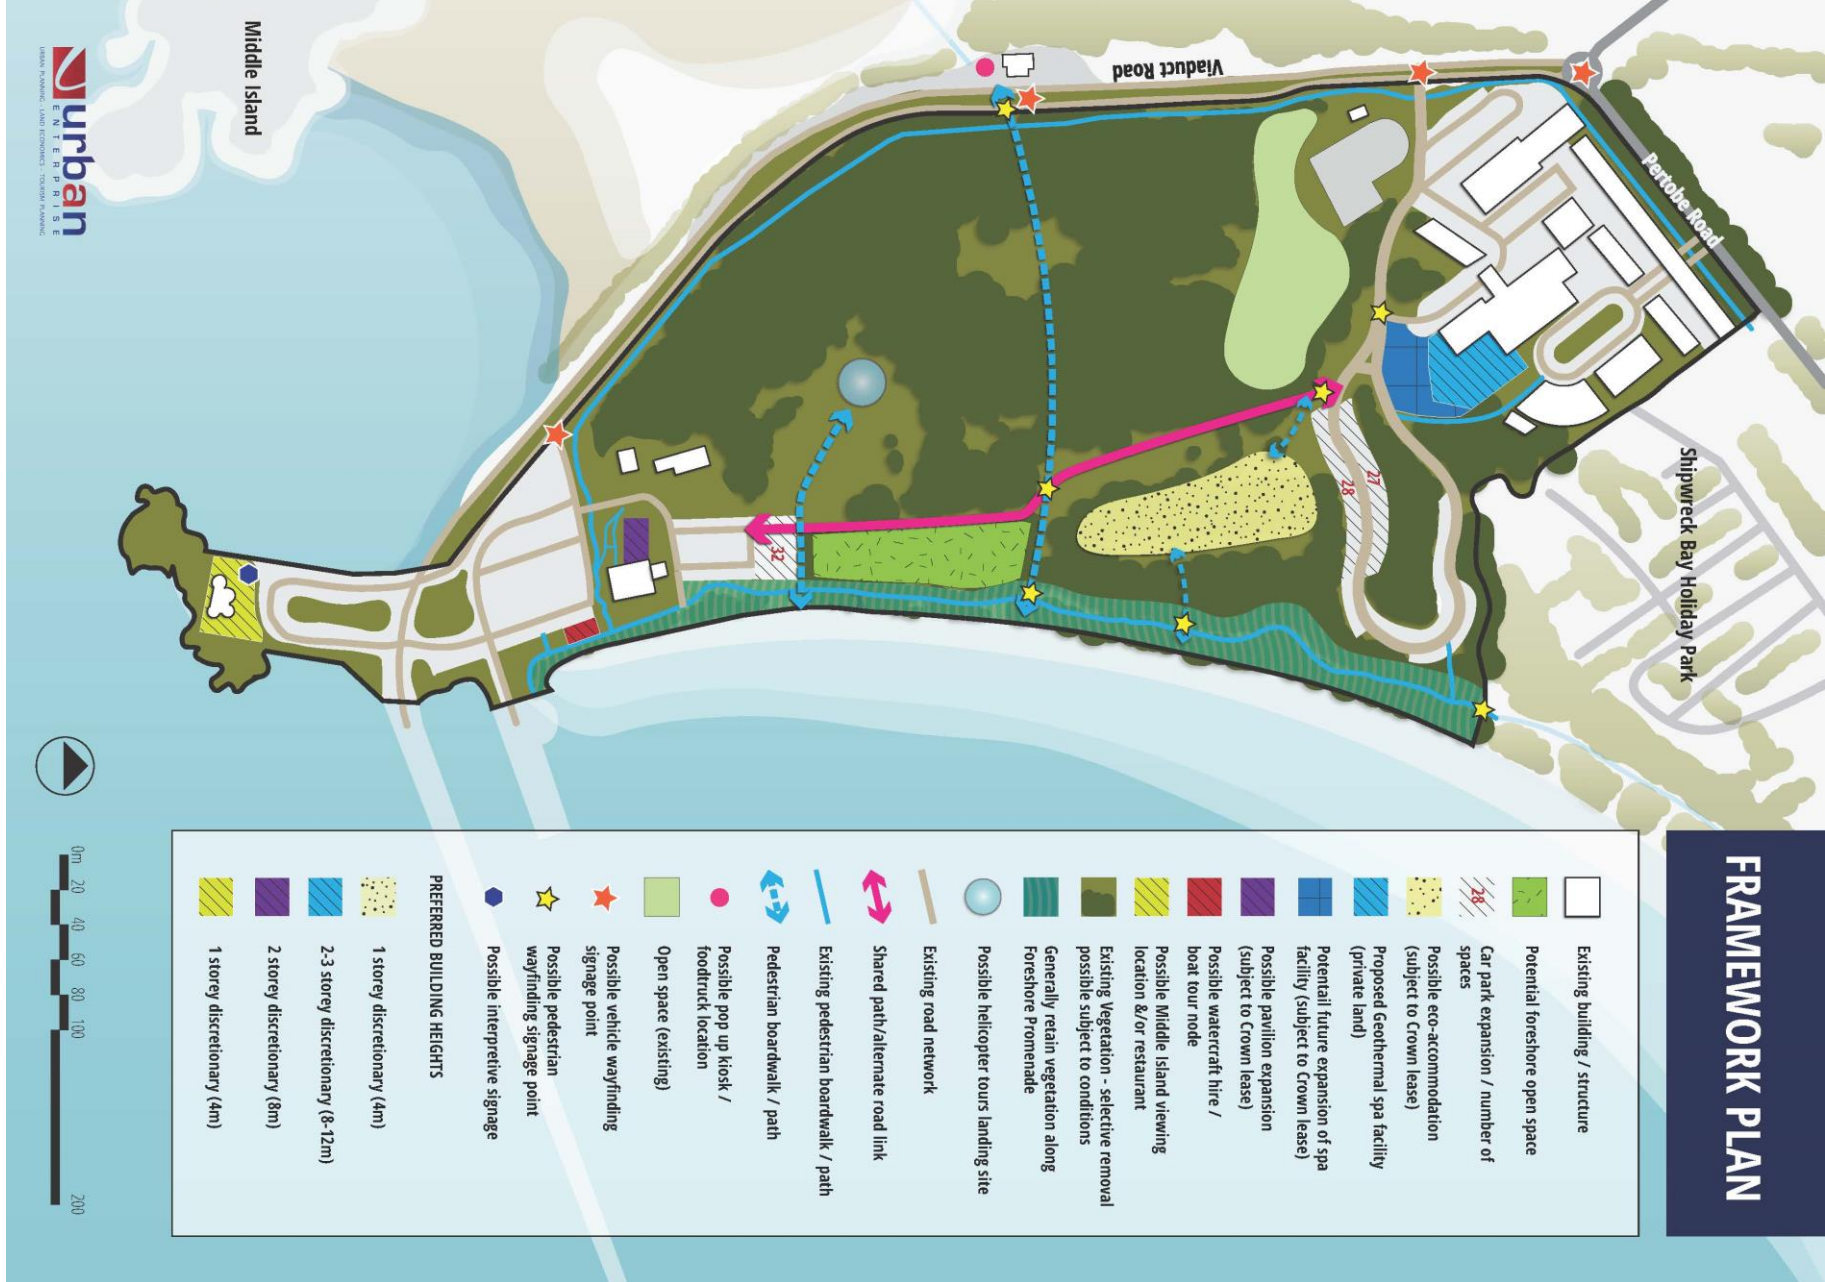 FRAMEWORK PLAN
Existing building / structure
Potential foreshore open space
28
Car park expansion / number of
spaces
Possible eco-accommodation
(subject to Crown lease)
Proposed Geothermal spa facility
(private land)
Potentail future expansion of spa
facility (subject to Crown lease)
Possible pavilion expansion
(subject to Crown lease)
Possible watercraft hire /
boat tour node
Possible Middle Island viewing
location &/or restaurant
Existing Vegetation - selective removal
possible subject to conditions
Generally retain vegetation along
Foreshore Promenade
Possible helicopter tours landing site
Existing road network
Shared path/alternate road link
Existing pedestrian boardwalk / path
Pedestrian boardwalk / path
Possible pop up kiosk /
foodtruck location
Open space (existing)
Possible vehicle wayfinding
signage point
Possible pedestrian
wayfinding signage point
Possible interpretive signage
PREFERRED BUILDING HEIGHTS
1 storey discretionary (4m)
2-3 storey discretionary (8-12m)
2 storey discretionary (8m)
1 storey discretionary (4m)
Pertobe Road
Shipwreck Bay Holiday Park
Viaduct Road
27
28
32
Middle Island
urban
ENTERPRISE
URBAN PLANNING · LAND ECONOMICS · TOURISM PLANNING
0m 20 40 60 80 100 200